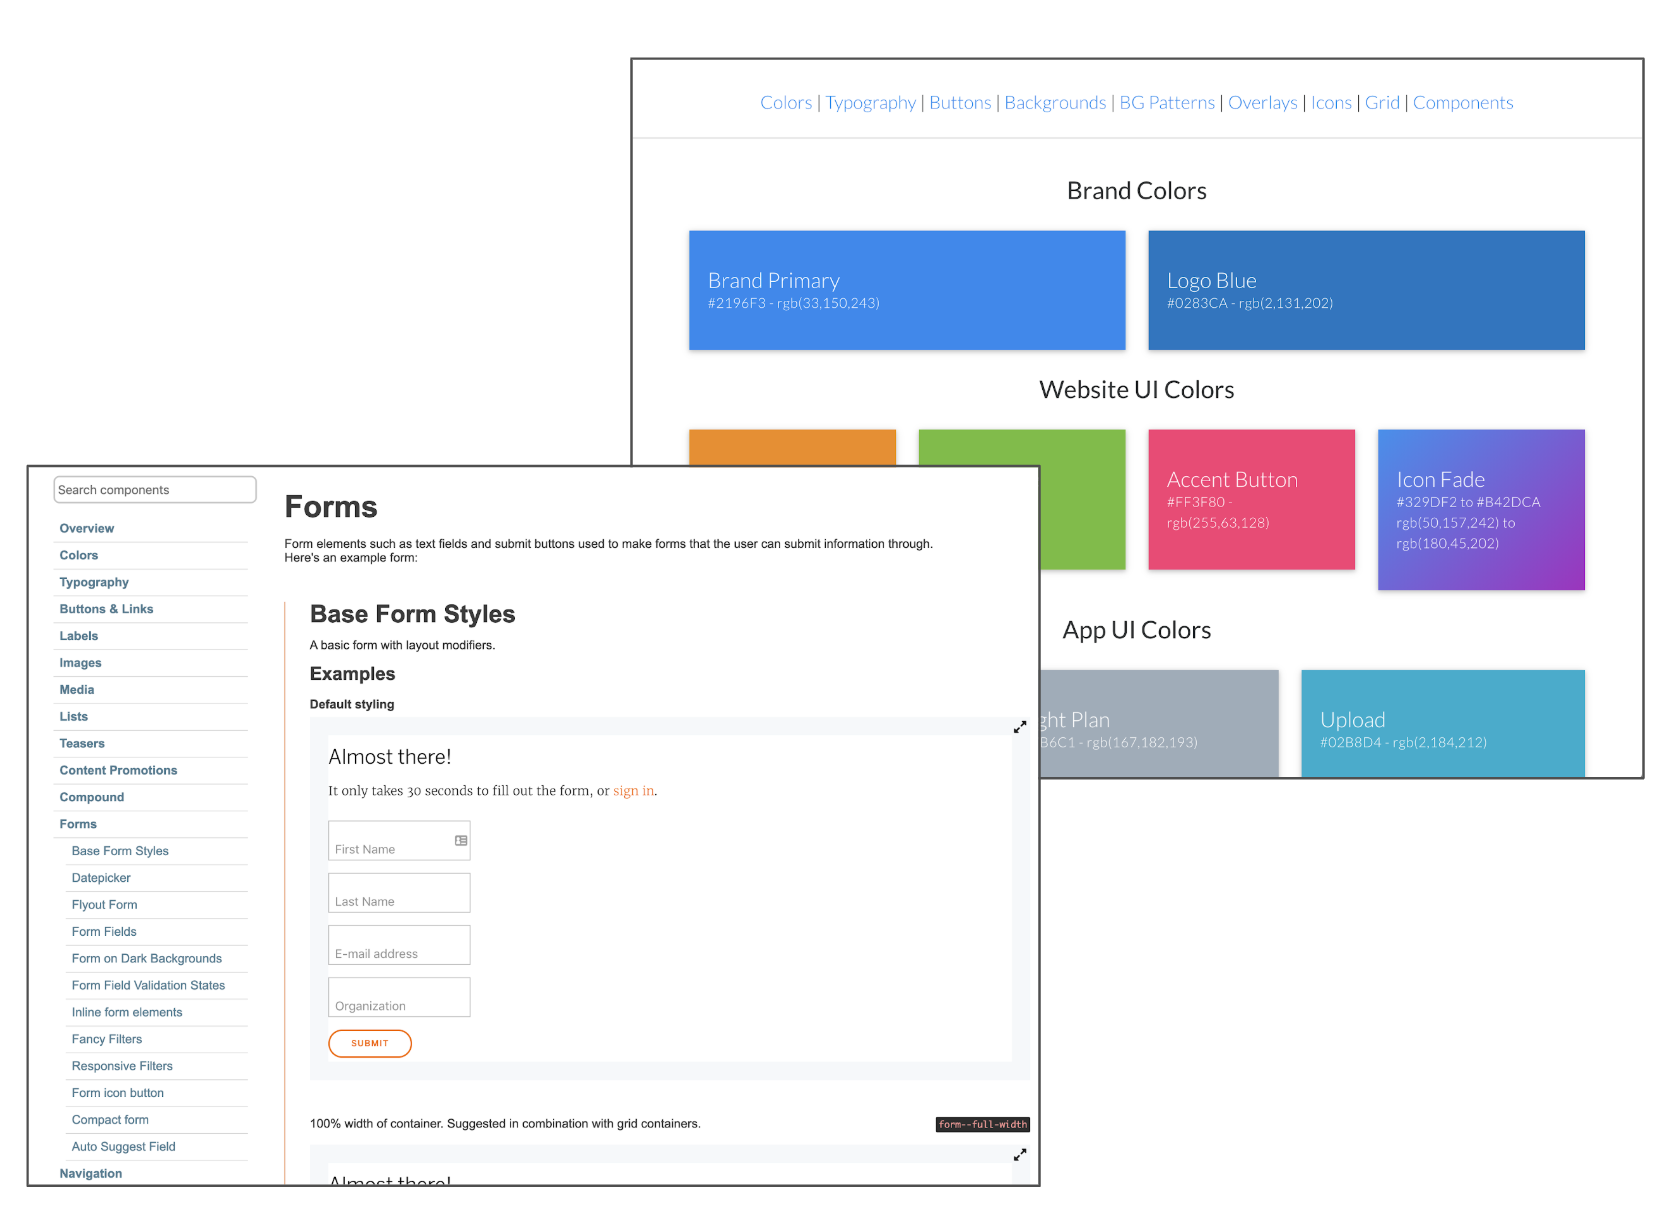 Colors | Typography | Buttons | Backgrounds | BG Patterns | Overlays | Icons | Grid | Components
Brand Colors
Brand Primary
#2196F3 - rgb(33,150,243)
Logo Blue
#0283CA - rgb(2,131,202)
Website UI Colors
Accent Button
#FF3F80 -
rgb(255,63,128)
Icon Fade
#329DF2 to #B42DCA
rgb(50,157,242) to
rgb(180,45,202)
App UI Colors
ght Plan
B6C1 - rgb(167,182,193)
Upload
#02B8D4 - rgb(2,184,212)
Search components
Overview
Colors
Typography
Buttons & Links
Labels
Images
Media
Lists
Teasers
Content Promotions
Compound
Forms
Base Form Styles
Datepicker
Flyout Form
Form Fields
Form on Dark Backgrounds
Form Field Validation States
Inline form elements
Fancy Filters
Responsive Filters
Form icon button
Compact form
Auto Suggest Field
Navigation
Forms
Form elements such as text fields and submit buttons used to make forms that the user can submit information through.
Here's an example form:
Base Form Styles
A basic form with layout modifiers.
Examples
Default styling
Almost there!
It only takes 30 seconds to fill out the form, or sign in.
First Name
Last Name
E-mail address
Organization
SUBMIT
100% width of container. Suggested in combination with grid containers.
form--full-width
Almost there!